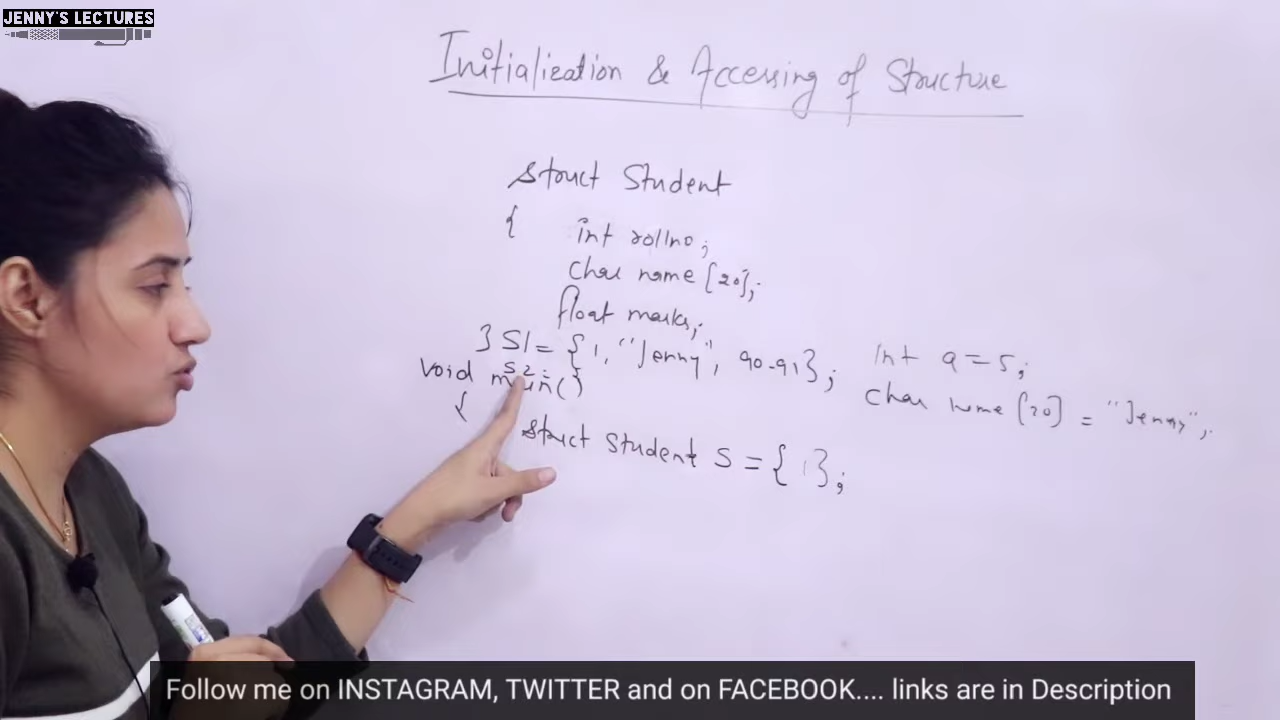 JENNY'S LECTURES
Initialization & Accessing of Structure
struct Student
{ int rollno;
char name [20];
float marks;
} S1 = { 1, "Jenny", 90.91};
S2
void main()
{
struct Student S = { 1};
int a = 5;
char name [20] = "Jenny";
Follow me on INSTAGRAM, TWITTER and on FACEBOOK.... links are in Description